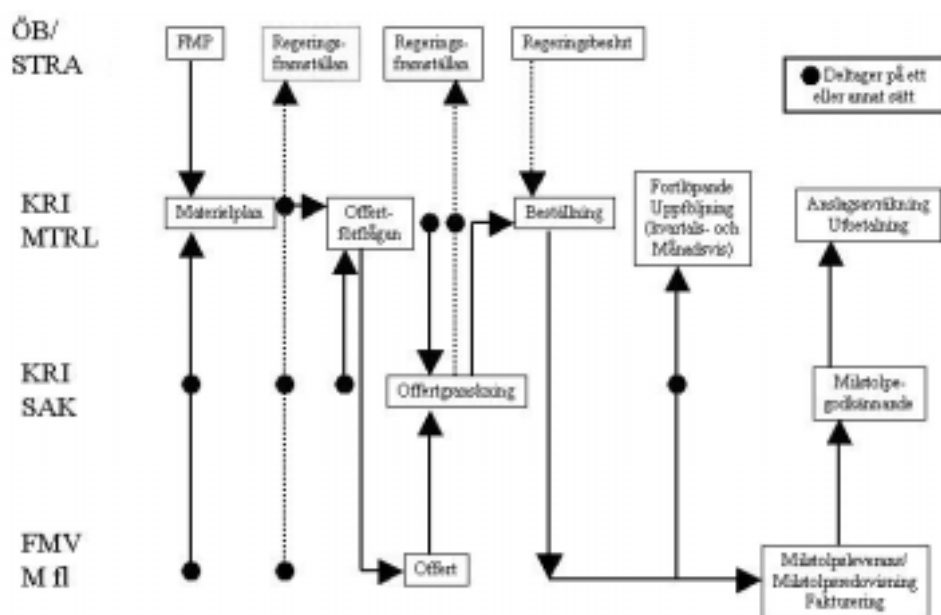 ÖB/
STRA
FMP
Regerings-
framställan
Regerings-
framställan
Regeringsbeslut
Deltager på ett
eller annat sätt
KRI
MTRL
Materielplan
Offert-
förfrågan
Beställning
Fortlöpande
Uppföljning
(kvartals- och
Månadsvis)
Anslagsavräkning
Utbetalning
KRI
SAK
Offertgranskning
Milstolpe-
godkännande
FMV
M fl
Offert
Milstolpsleverans/
Milstolpsredovisning
Fakturering